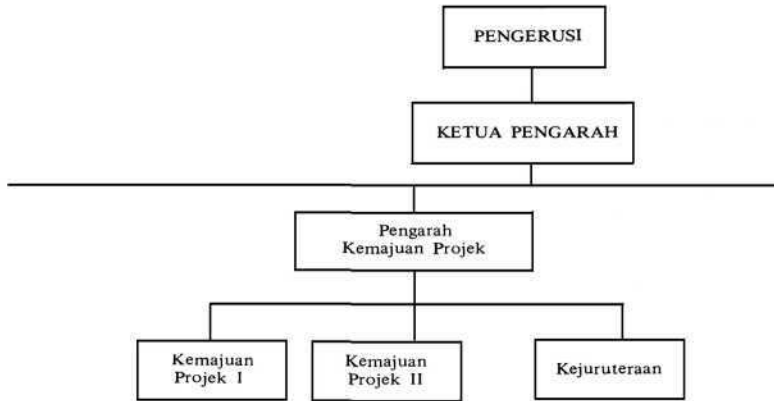 PENGERUSI
KETUA PENGARAH
Pengarah
Kemajuan Projek
Kemajuan
Projek I
Kemajuan
Projek II
Kejuruteraan